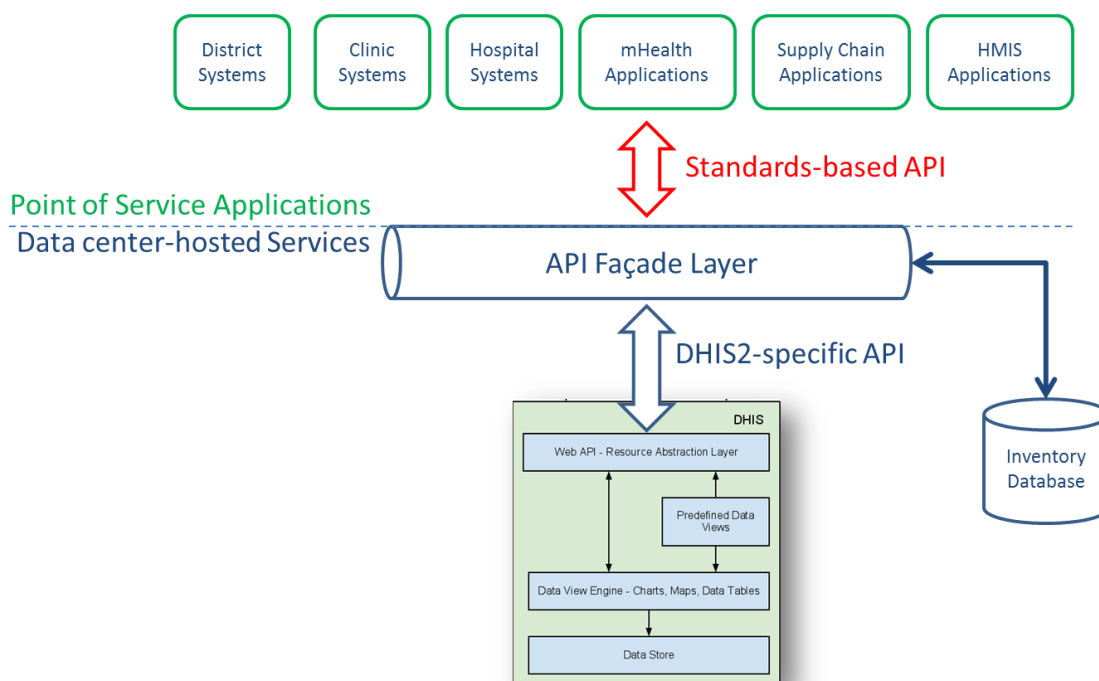 District
Systems
Clinic
Systems
Hospital
Systems
mHealth
Applications
Supply Chain
Applications
HMIS
Applications
Standards-based API
Point of Service Applications
Data center-hosted Services
API Façade Layer
DHIS2-specific API
DHIS
Web API - Resource Abstraction Layer
Predefined Data
Views
Data View Engine - Charts, Maps, Data Tables
Data Store
Inventory
Database